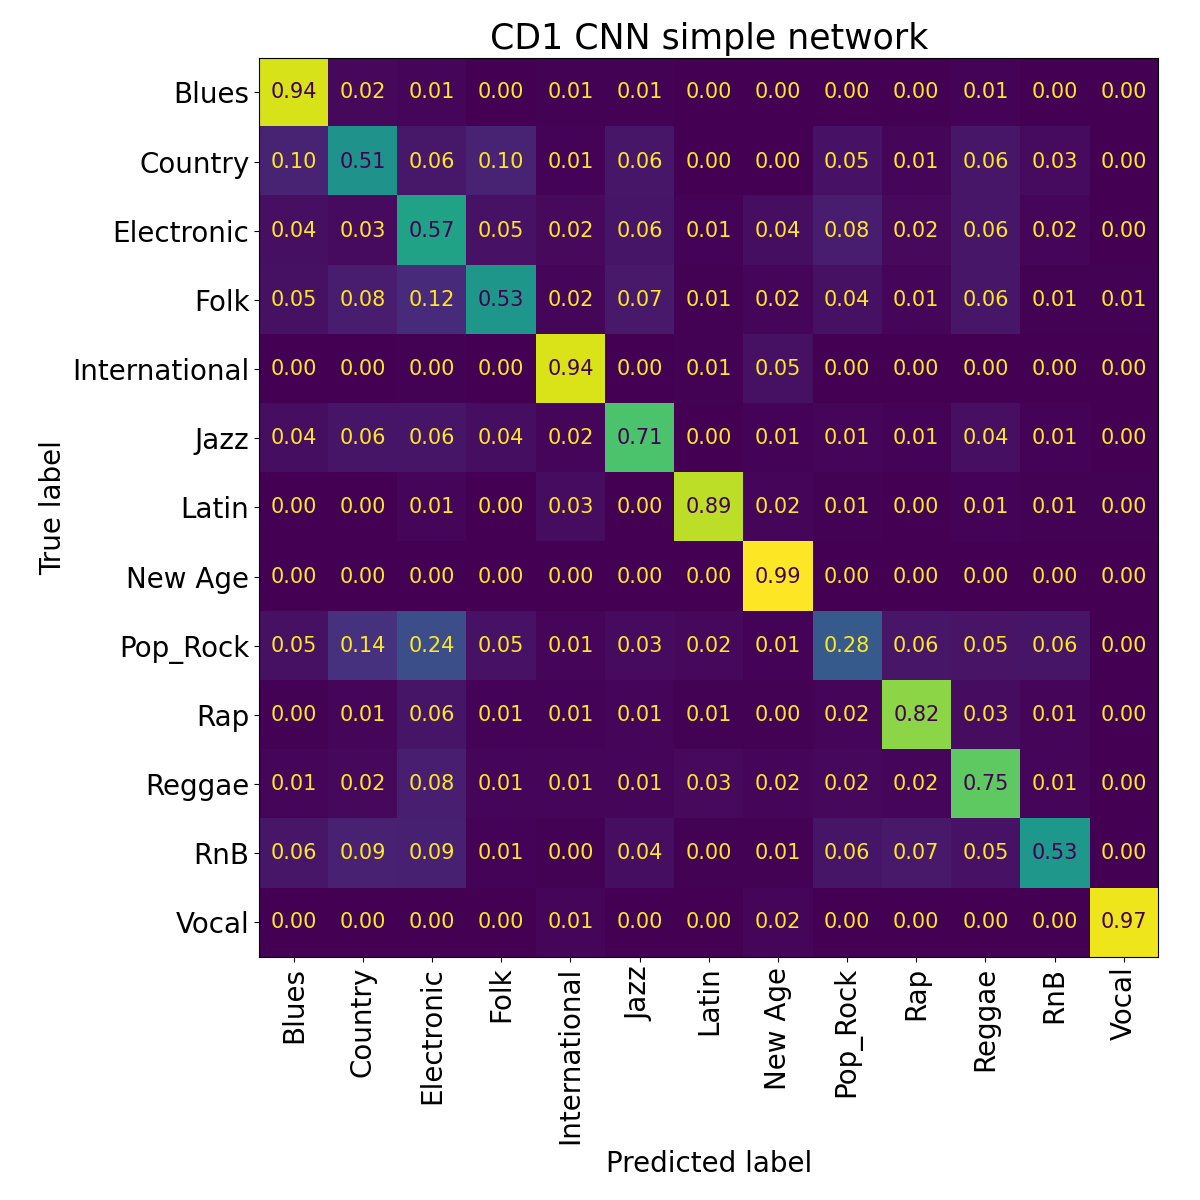 CD1 CNN simple network
Blues 0.94 0.02 0.01 0.00 0.01 0.01 0.00 0.00 0.00 0.00 0.01 0.00 0.00
Country 0.10 0.51 0.06 0.10 0.01 0.06 0.00 0.00 0.05 0.01 0.06 0.03 0.00
Electronic 0.04 0.03 0.57 0.05 0.02 0.06 0.01 0.04 0.08 0.02 0.06 0.02 0.00
Folk 0.05 0.08 0.12 0.53 0.02 0.07 0.01 0.02 0.04 0.01 0.06 0.01 0.01
International 0.00 0.00 0.00 0.00 0.94 0.00 0.01 0.05 0.00 0.00 0.00 0.00 0.00
Jazz 0.04 0.06 0.06 0.04 0.02 0.71 0.00 0.01 0.01 0.01 0.04 0.01 0.00
Latin 0.00 0.00 0.01 0.00 0.03 0.00 0.89 0.02 0.01 0.00 0.01 0.01 0.00
New Age 0.00 0.00 0.00 0.00 0.00 0.00 0.00 0.99 0.00 0.00 0.00 0.00 0.00
Pop_Rock 0.05 0.14 0.24 0.05 0.01 0.03 0.02 0.01 0.28 0.06 0.05 0.06 0.00
Rap 0.00 0.01 0.06 0.01 0.01 0.01 0.01 0.00 0.02 0.82 0.03 0.01 0.00
Reggae 0.01 0.02 0.08 0.01 0.01 0.01 0.03 0.02 0.02 0.02 0.75 0.01 0.00
RnB 0.06 0.09 0.09 0.01 0.00 0.04 0.00 0.01 0.06 0.07 0.05 0.53 0.00
Vocal 0.00 0.00 0.00 0.00 0.01 0.00 0.02 0.00 0.00 0.00 0.00 0.00 0.97
True label
Blues Country Electronic Folk International Jazz Latin New Age Pop_Rock Rap Reggae RnB Vocal
Predicted label